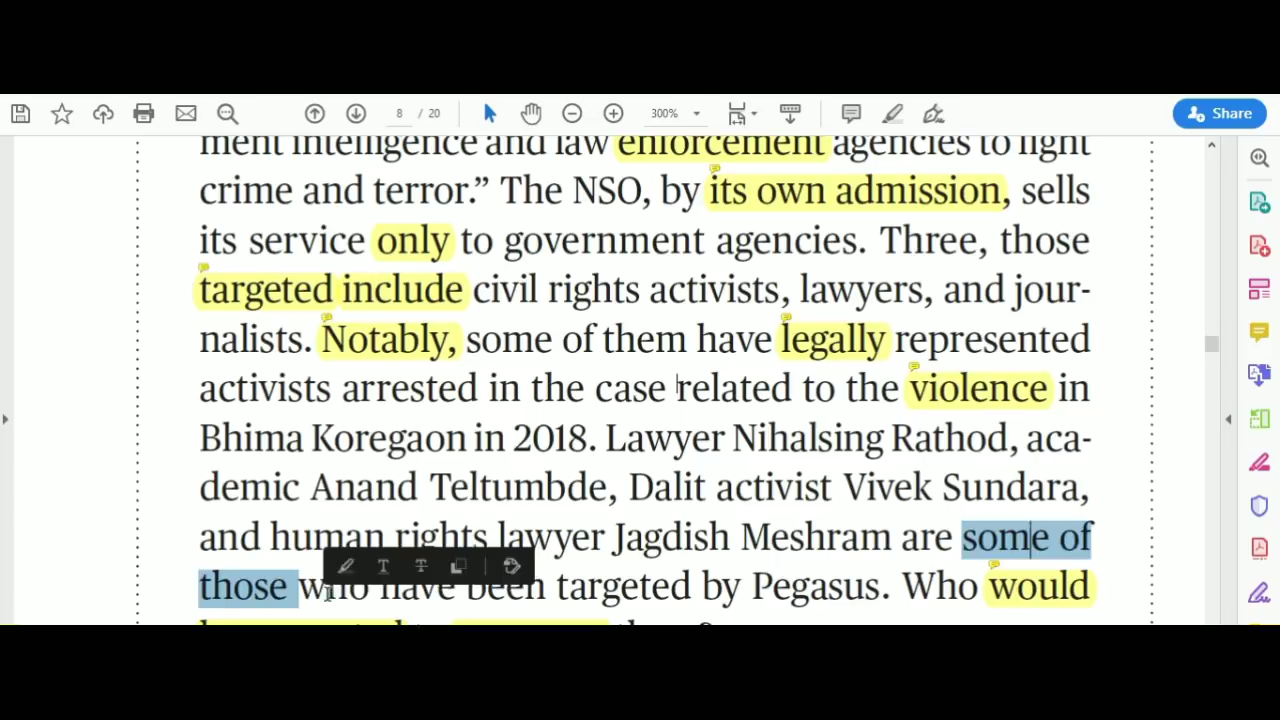 8 / 20 300% Share
ment intelligence and law enforcement agencies to fight
crime and terror.” The NSO, by its own admission, sells
its service only to government agencies. Three, those
targeted include civil rights activists, lawyers, and jour-
nalists. Notably, some of them have legally represented
activists arrested in the case related to the violence in
Bhima Koregaon in 2018. Lawyer Nihalsing Rathod, aca-
demic Anand Teltumbde, Dalit activist Vivek Sundara,
and human rights lawyer Jagdish Meshram are some of
those who have been targeted by Pegasus. Who would